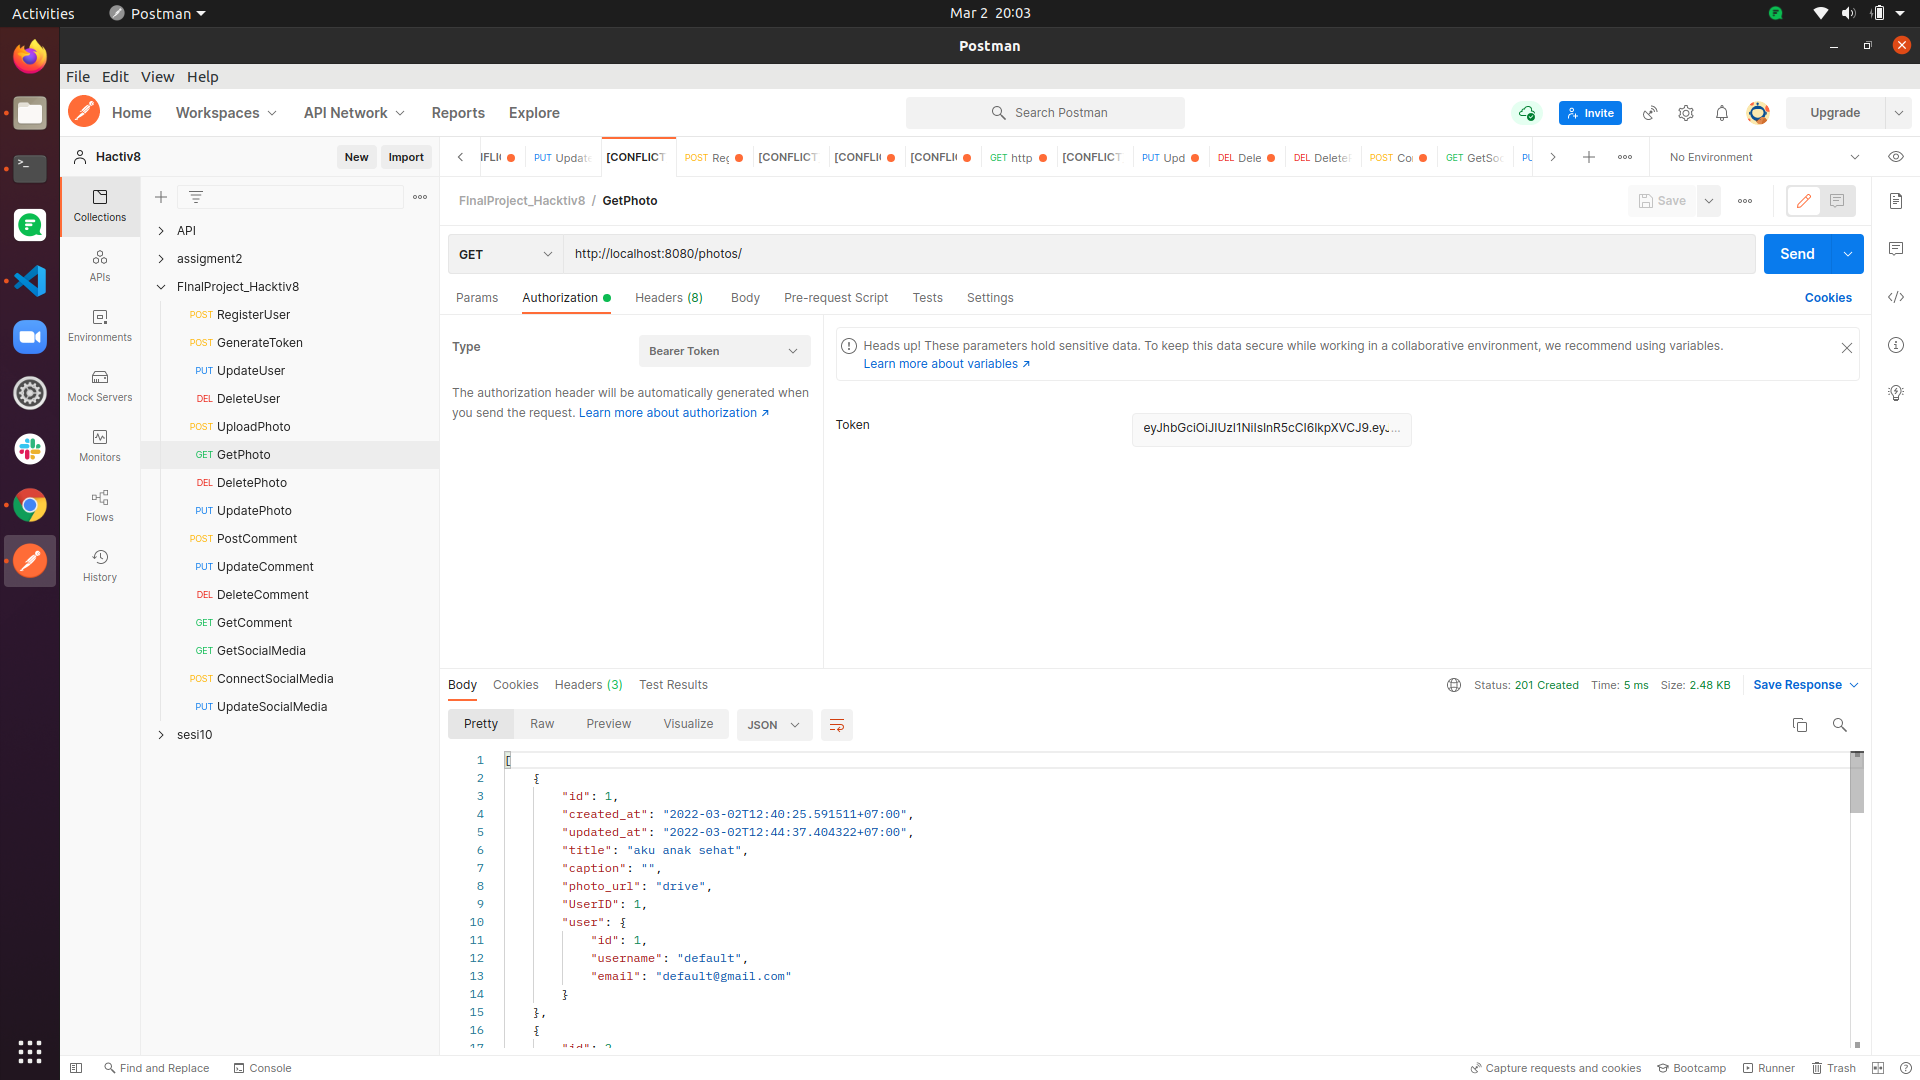 Activities
Postman
Mar 2 20:03
Postman
File Edit View Help
Home
Workspaces
API Network
Reports
Explore
Search Postman
Invite
Upgrade
Hactiv8
New
Import
NFLIC
PUT Update
[CONFLICT
POST Reg
[CONFLICT
[CONFLI
[CONFLI
GET http
[CONFLICT
PUT Upd
DEL Dele
DEL DeleteF
POST Co
GET GetSo
PU
No Environment
Collections
APIs
Environments
Mock Servers
Monitors
Flows
History
API
assigment2
FInalProject_Hacktiv8
POST RegisterUser
POST GenerateToken
PUT UpdateUser
DEL DeleteUser
POST UploadPhoto
GET GetPhoto
DEL DeletePhoto
PUT UpdatePhoto
POST PostComment
PUT UpdateComment
DEL DeleteComment
GET GetComment
GET GetSocialMedia
POST ConnectSocialMedia
PUT UpdateSocialMedia
sesi10
FInalProject_Hacktiv8 / GetPhoto
Save
GET
http://localhost:8080/photos/
Send
Params
Authorization
Headers (8)
Body
Pre-request Script
Tests
Settings
Cookies
Type
Bearer Token
The authorization header will be automatically generated when
you send the request. Learn more about authorization ↗
Heads up! These parameters hold sensitive data. To keep this data secure while working in a collaborative environment, we recommend using variables.
Learn more about variables ↗
Token
Body
Cookies
Headers (3)
Test Results
Status: 201 Created
Time: 5 ms
Size: 2.48 KB
Save Response
Pretty
Raw
Preview
Visualize
JSON
1 [
2 {
3 "id": 1,
4 "created_at": "2022-03-02T12:40:25.591511+07:00",
5 "updated_at": "2022-03-02T12:44:37.404322+07:00",
6 "title": "aku anak sehat",
7 "caption": "",
8 "photo_url": "drive",
9 "UserID": 1,
10 "user": {
11 "id": 1,
12 "username": "default",
13 "email": "default@gmail.com"
14 }
15 },
16 {
17 "id": 2
Find and Replace
Console
Capture requests and cookies
Bootcamp
Runner
Trash